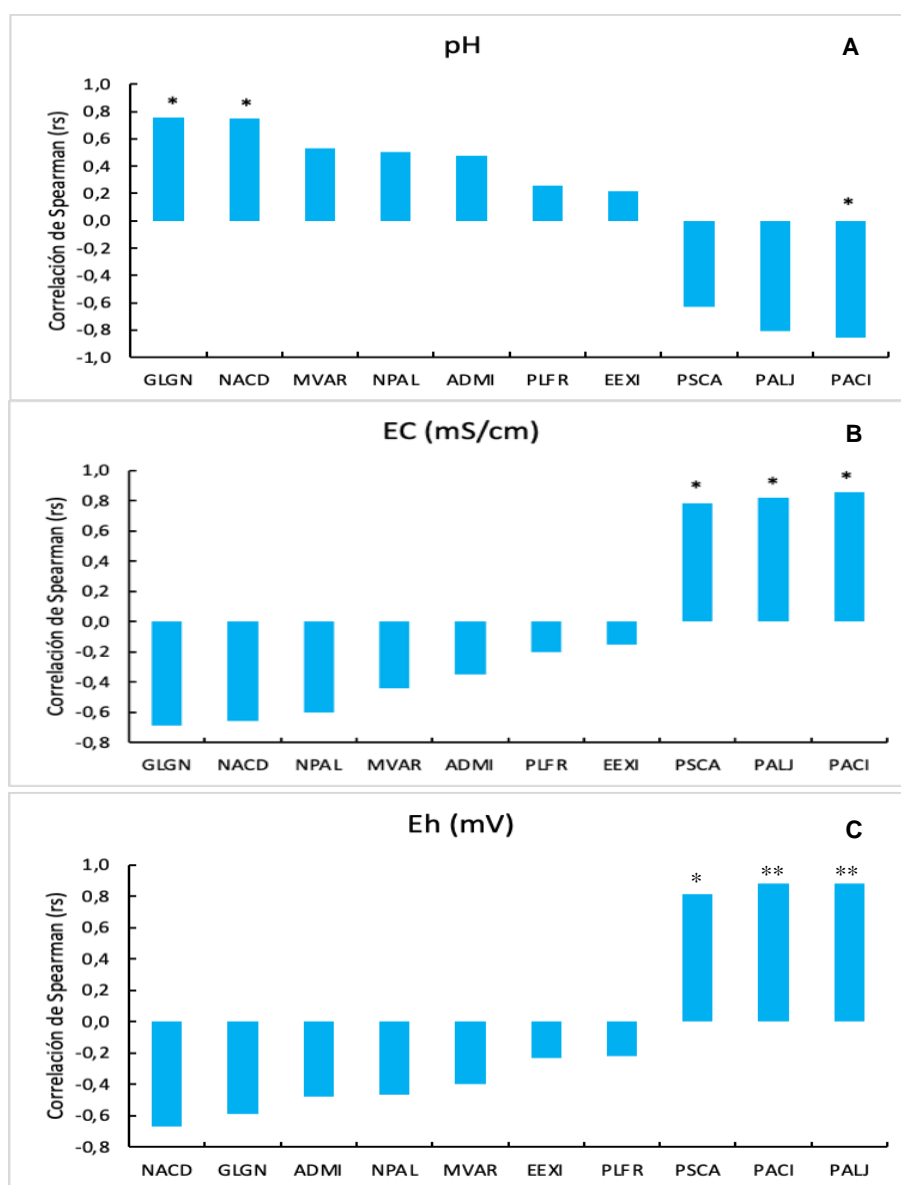 pH A
Correlación de Spearman (rs)
1,0
0,8
0,6
0,4
0,2
0,0
-0,2
-0,4
-0,6
-0,8
-1,0
* * *
GLGN NACD MVAR NPAL ADMI PLFR EEXI PSCA PALJ PACI
EC (mS/cm) B
Correlación de Spearman (rs)
1,0
0,8
0,6
0,4
0,2
0,0
-0,2
-0,4
-0,6
-0,8
* * *
GLGN NACD NPAL MVAR ADMI PLFR EEXI PSCA PALJ PACI
Eh (mV) C
Correlación de Spearman (rs)
1,0
0,8
0,6
0,4
0,2
0,0
-0,2
-0,4
-0,6
-0,8
* ** **
NACD GLGN ADMI NPAL MVAR EEXI PLFR PSCA PACI PALJ